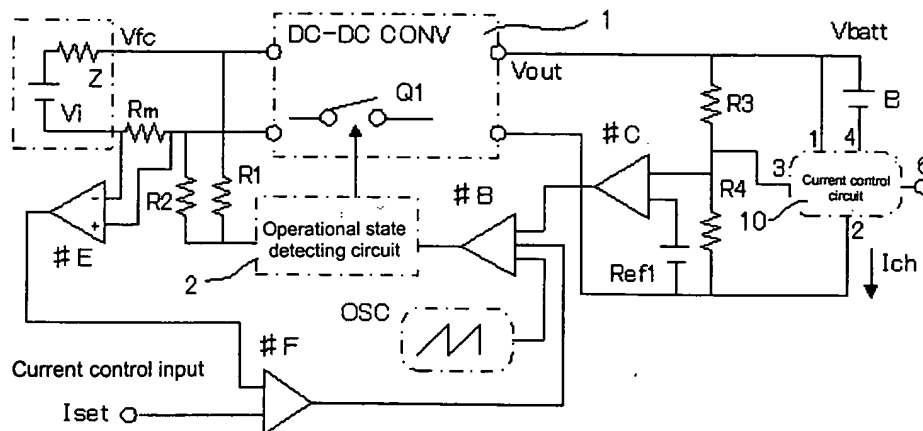 DC-DC CONV
1
Vfc
Vbatt
Z
Vout
Q1
R3
B
Vi
Rm
#C
1
4
R1
3
Current control
circuit
6
R2
#B
R4
10
2
-
+
Operational state
detecting circuit
#E
2
Ref1
Ich
OSC
#F
Current control input
Iset